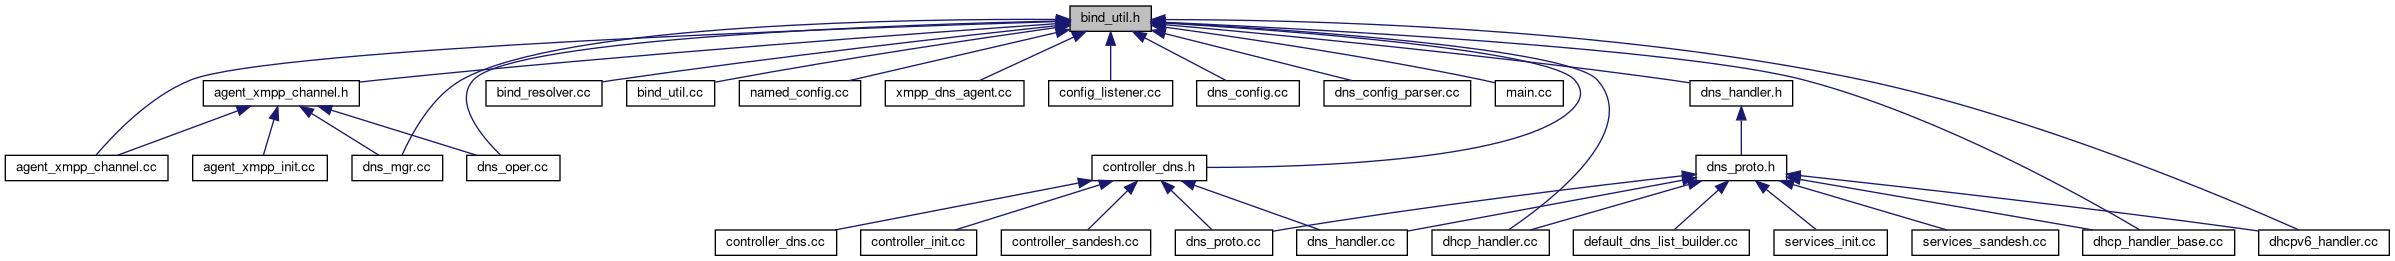 bind_util.h
agent_xmpp_channel.h
bind_resolver.cc
bind_util.cc
named_config.cc
xmpp_dns_agent.cc
config_listener.cc
dns_config.cc
dns_config_parser.cc
main.cc
dns_handler.h
agent_xmpp_channel.cc
agent_xmpp_init.cc
dns_mgr.cc
dns_oper.cc
controller_dns.h
dns_proto.h
controller_dns.cc
controller_init.cc
controller_sandesh.cc
dns_proto.cc
dns_handler.cc
dhcp_handler.cc
default_dns_list_builder.cc
services_init.cc
services_sandesh.cc
dhcp_handler_base.cc
dhcpv6_handler.cc